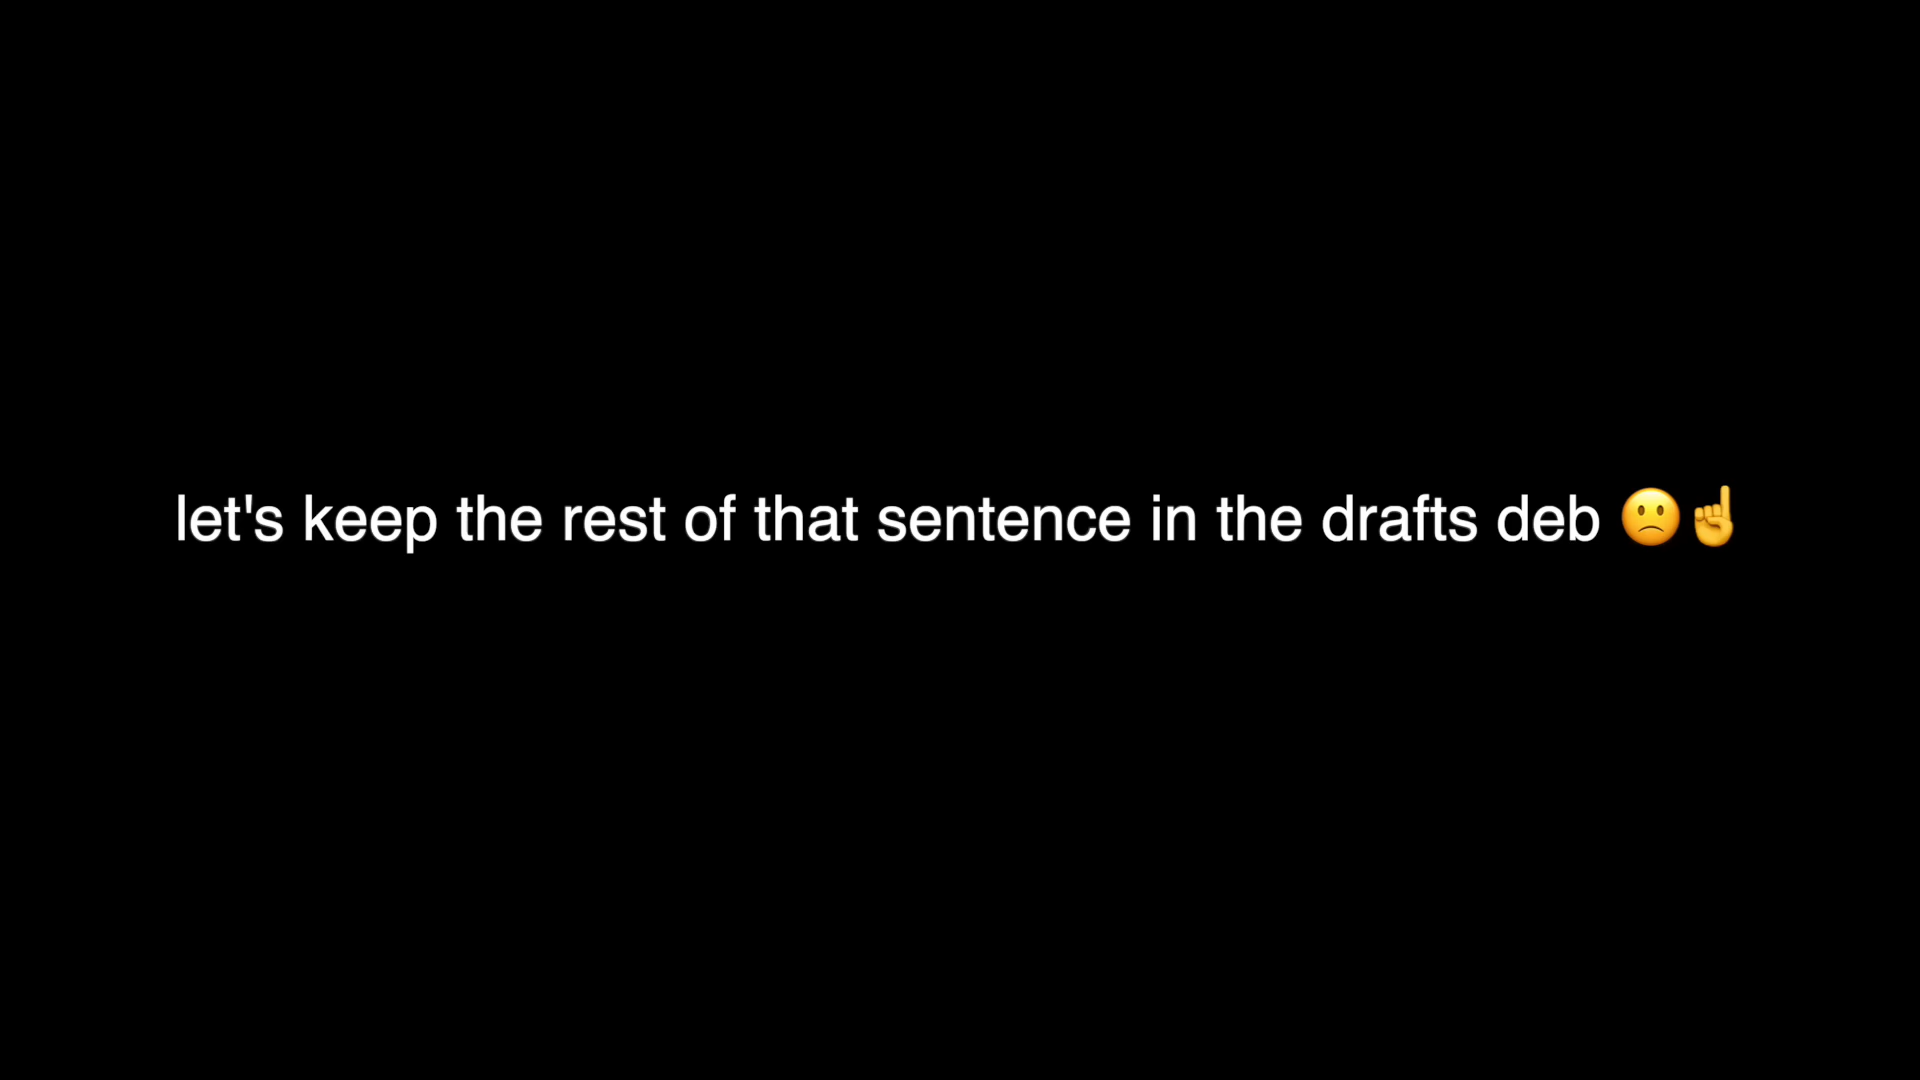 let's keep the rest of that sentence in the drafts deb 🙁☝️